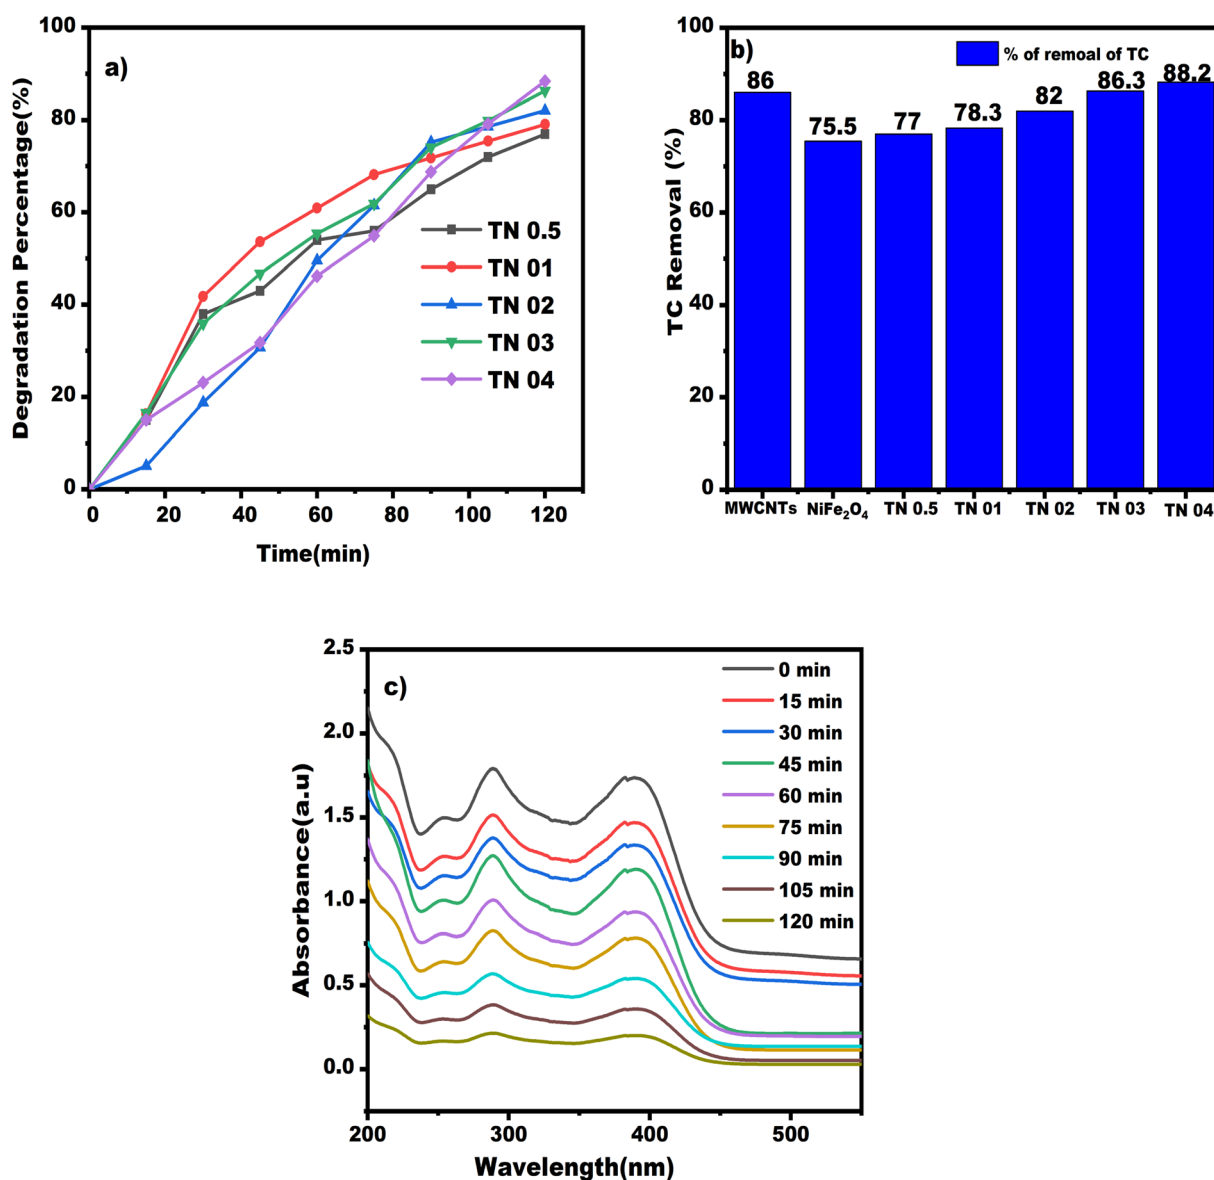 a)
Degradation Percentage(%)
100
80
60
40
20
0
TN 0.5
TN 01
TN 02
TN 03
TN 04
0 20 40 60 80 100 120
Time(min)
b)
% of remoal of TC
TC Removal (%)
100
80
60
40
20
0
86 75.5 77 78.3 82 86.3 88.2
MWCNTs NiFe₂O₄ TN 0.5 TN 01 TN 02 TN 03 TN 04
c)
Absorbance(a.u)
2.5
2.0
1.5
1.0
0.5
0.0
0 min
15 min
30 min
45 min
60 min
75 min
90 min
105 min
120 min
200 300 400 500
Wavelength(nm)